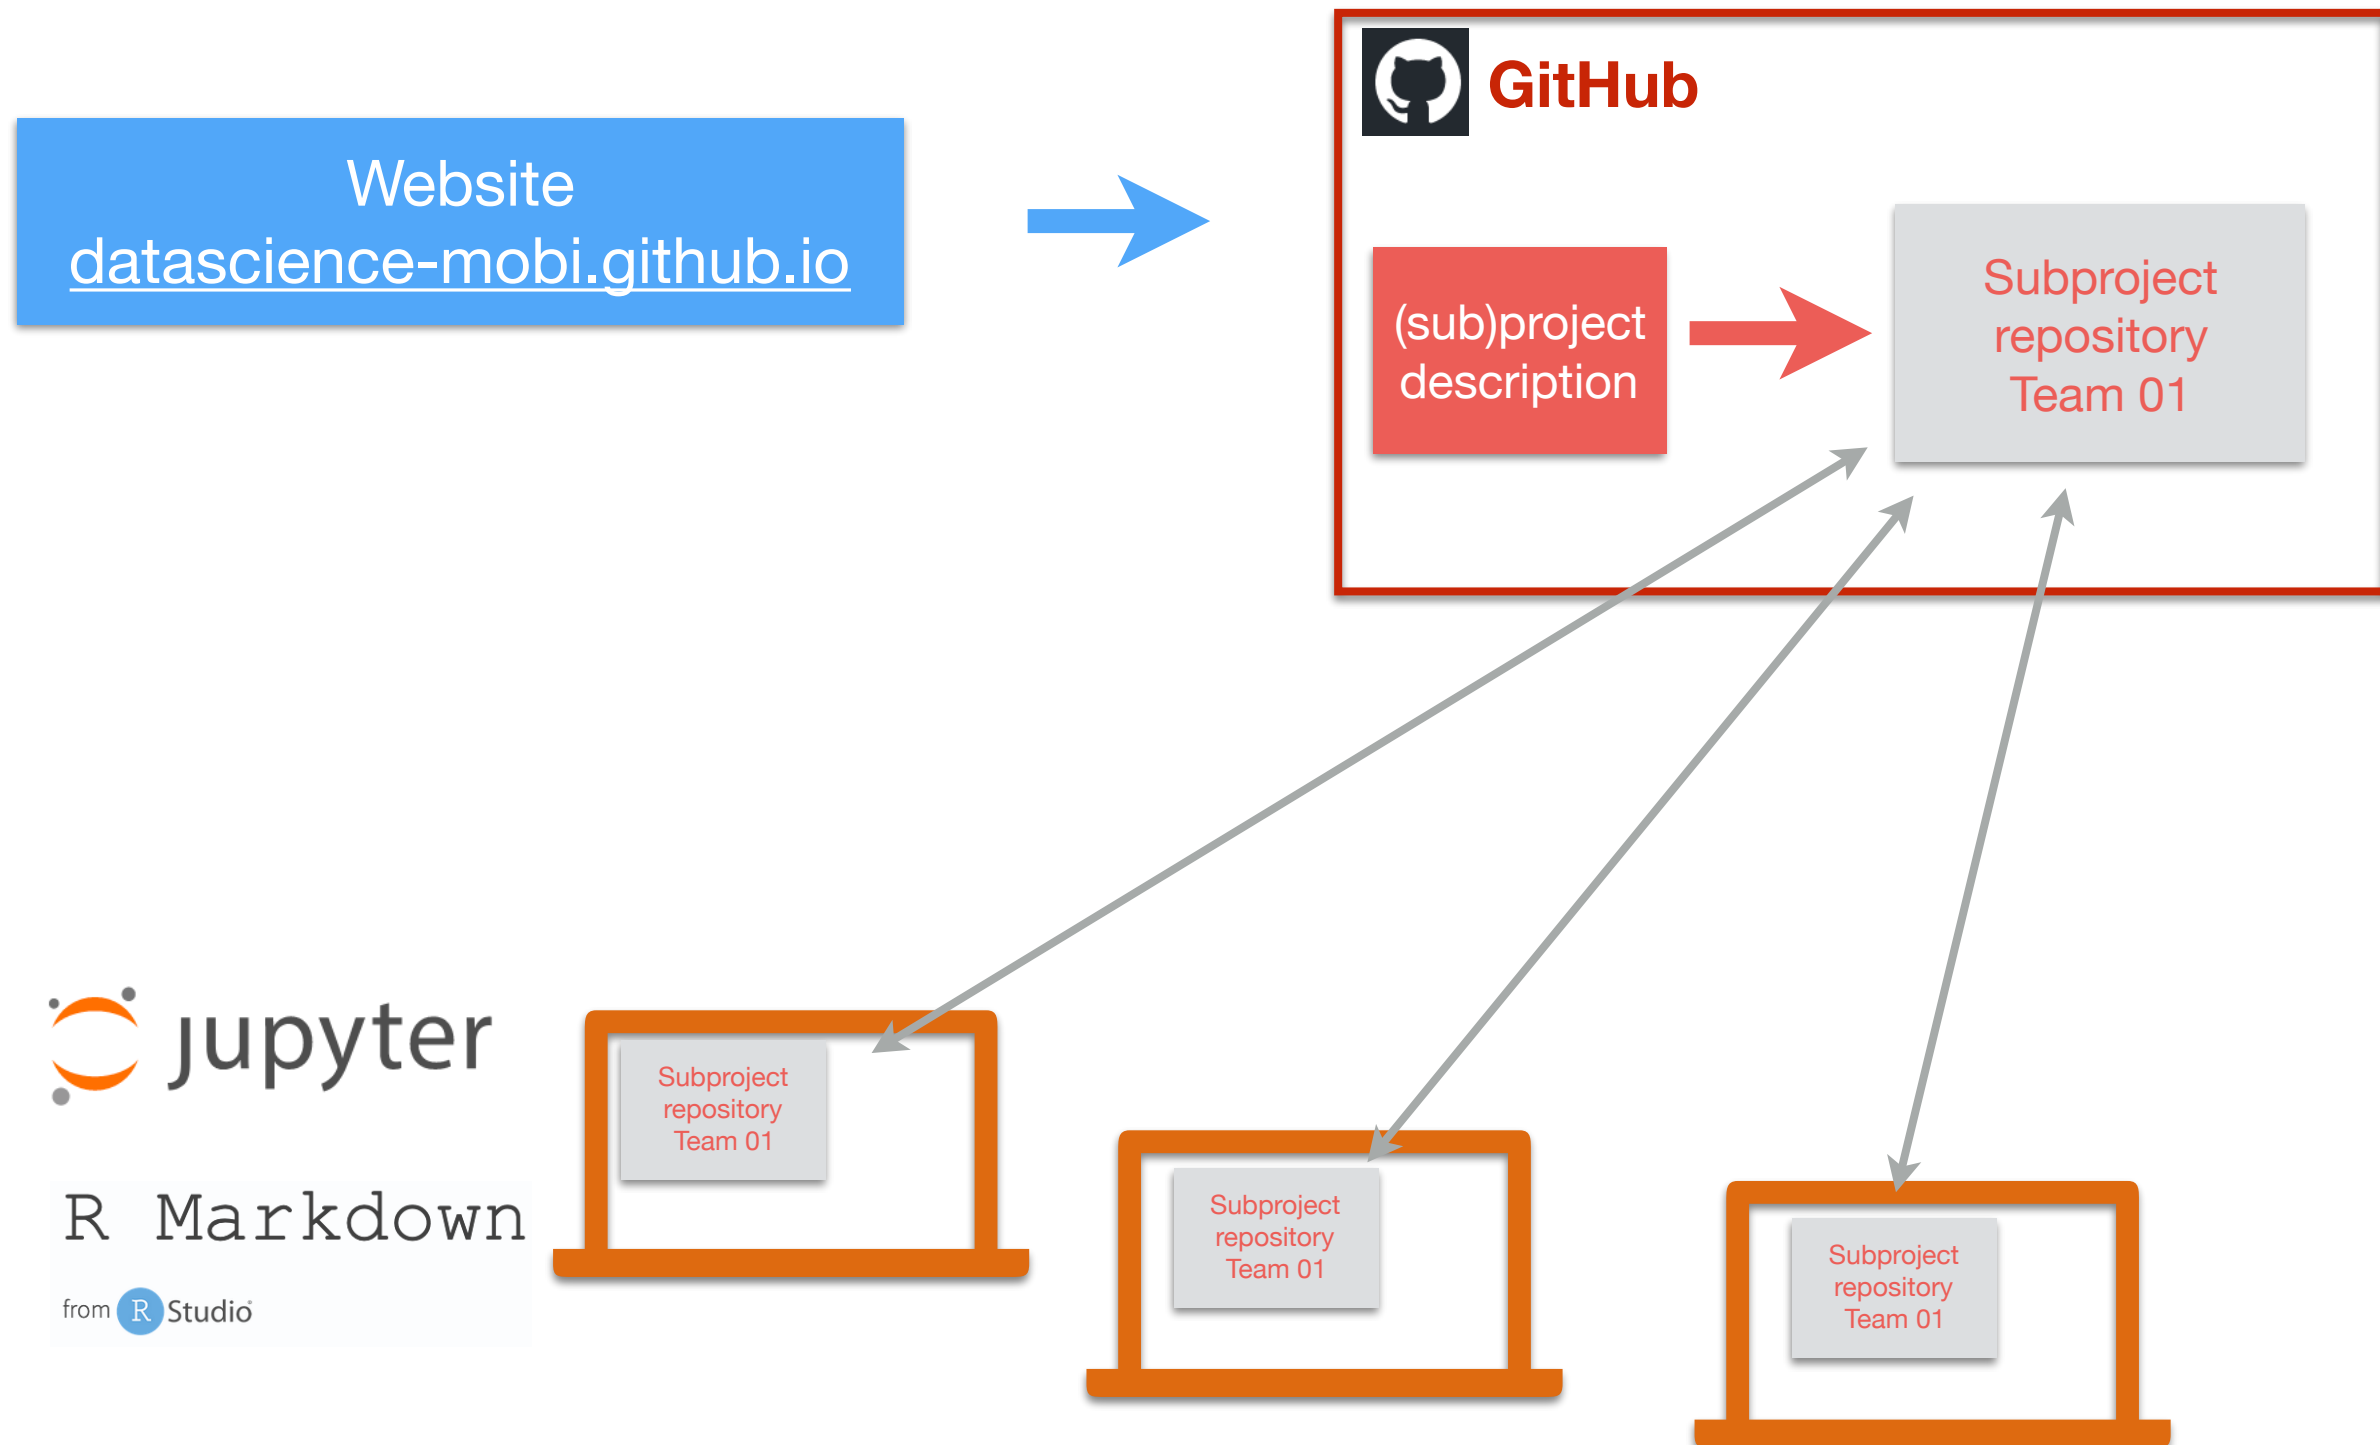 Website
datascience-mobi.github.io
GitHub
(sub)project
description
Subproject
repository
Team 01
jupyter
R Markdown
from R Studio
Subproject
repository
Team 01
Subproject
repository
Team 01
Subproject
repository
Team 01